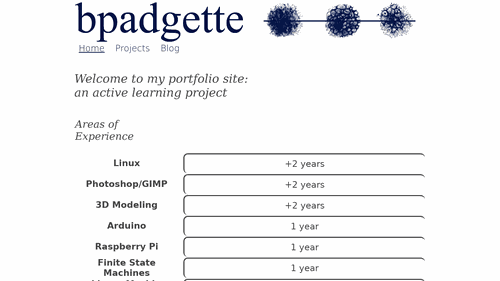 bpadgette
Home Projects Blog
Welcome to my portfolio site:
an active learning project
Areas of
Experience
Linux +2 years
Photoshop/GIMP +2 years
3D Modeling +2 years
Arduino 1 year
Raspberry Pi 1 year
Finite State
Machines 1 year